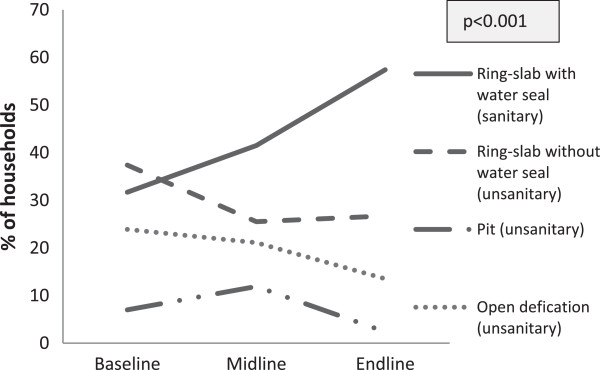 70
60
50
40
30
20
10
0
% of households
Baseline
Midline
Endline
p<0.001
Ring-slab with
water seal
(sanitary)
Ring-slab without
water seal
(unsanitary)
Pit (unsanitary)
Open defication
(unsanitary)